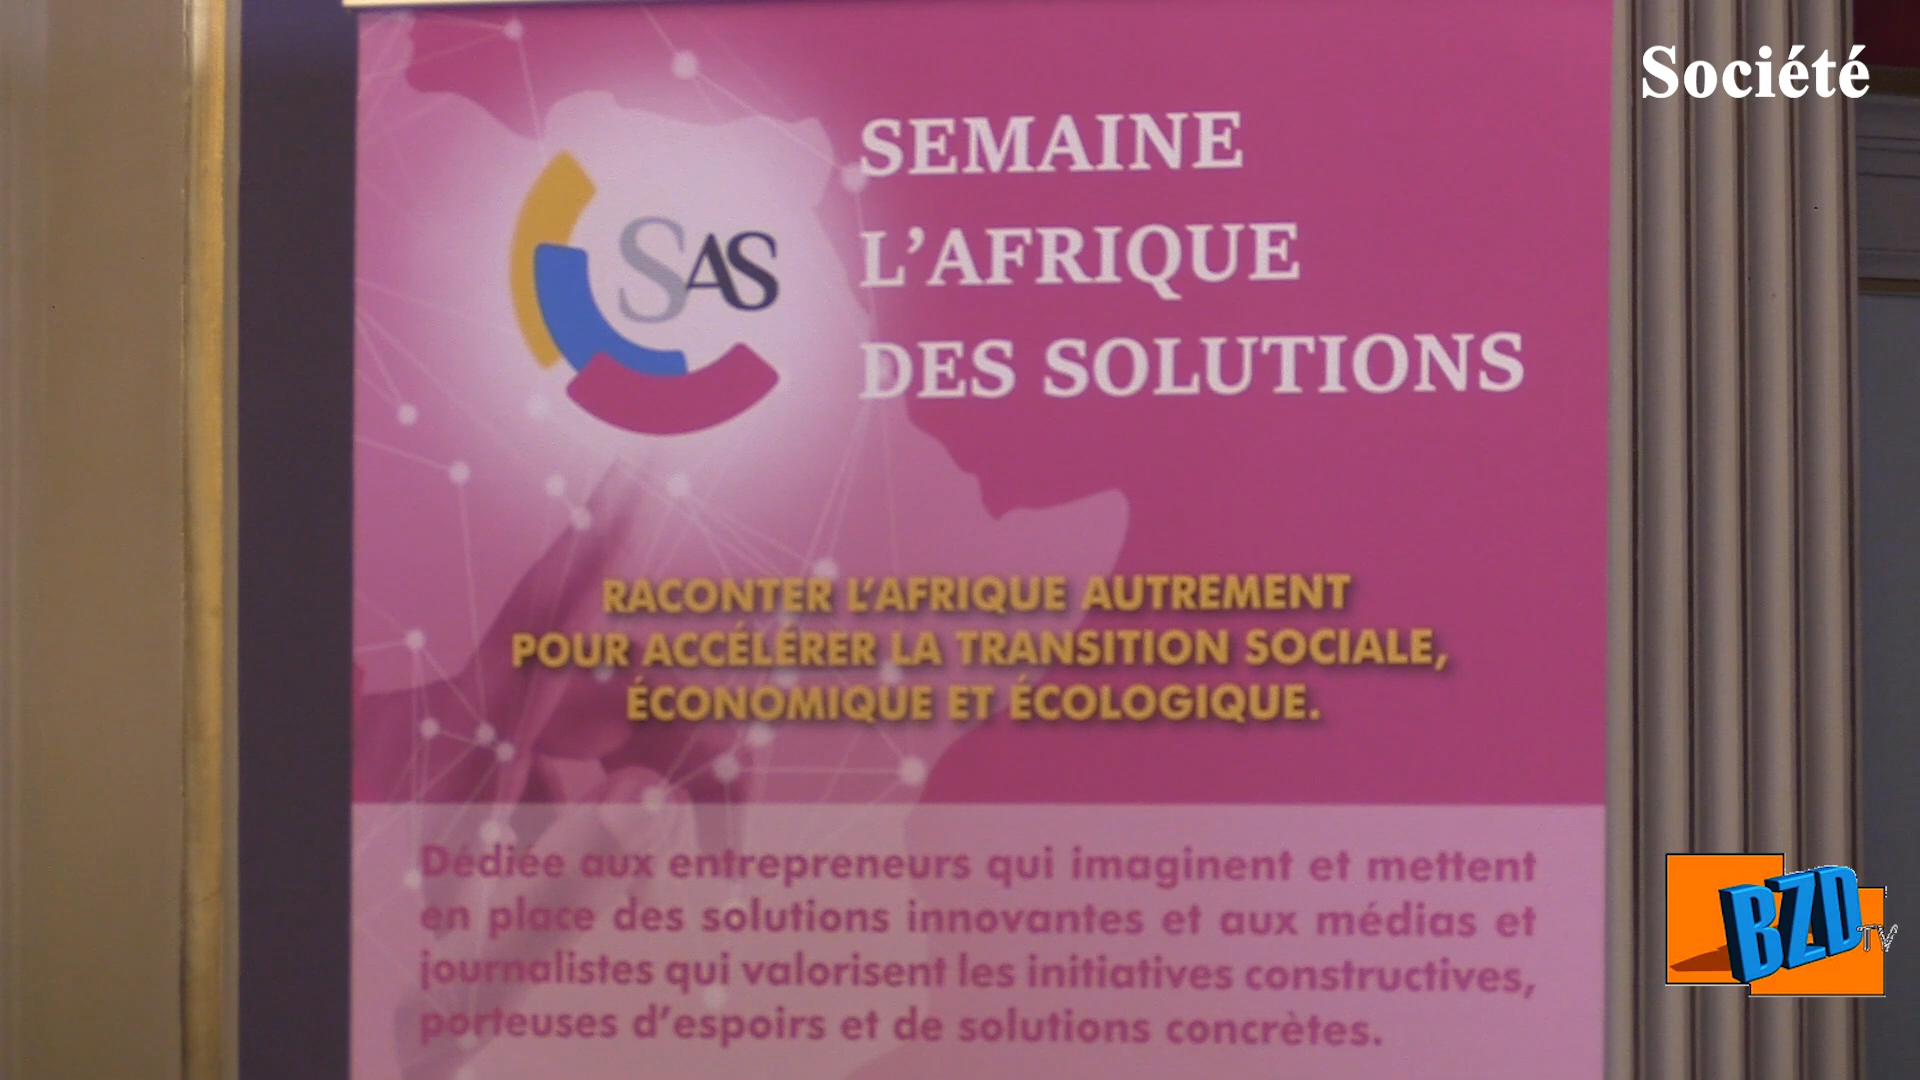 Société
SAS
SEMAINE
L'AFRIQUE
DES SOLUTIONS
RACONTER L'AFRIQUE AUTREMENT
POUR ACCÉLÉRER LA TRANSITION SOCIALE,
ÉCONOMIQUE ET ÉCOLOGIQUE.
Dédiée aux entrepreneurs qui imaginent et mettent
en place des solutions innovantes et aux médias et
journalistes qui valorisent les initiatives constructives,
porteuses d'espoirs et de solutions concrètes.
BZD TV